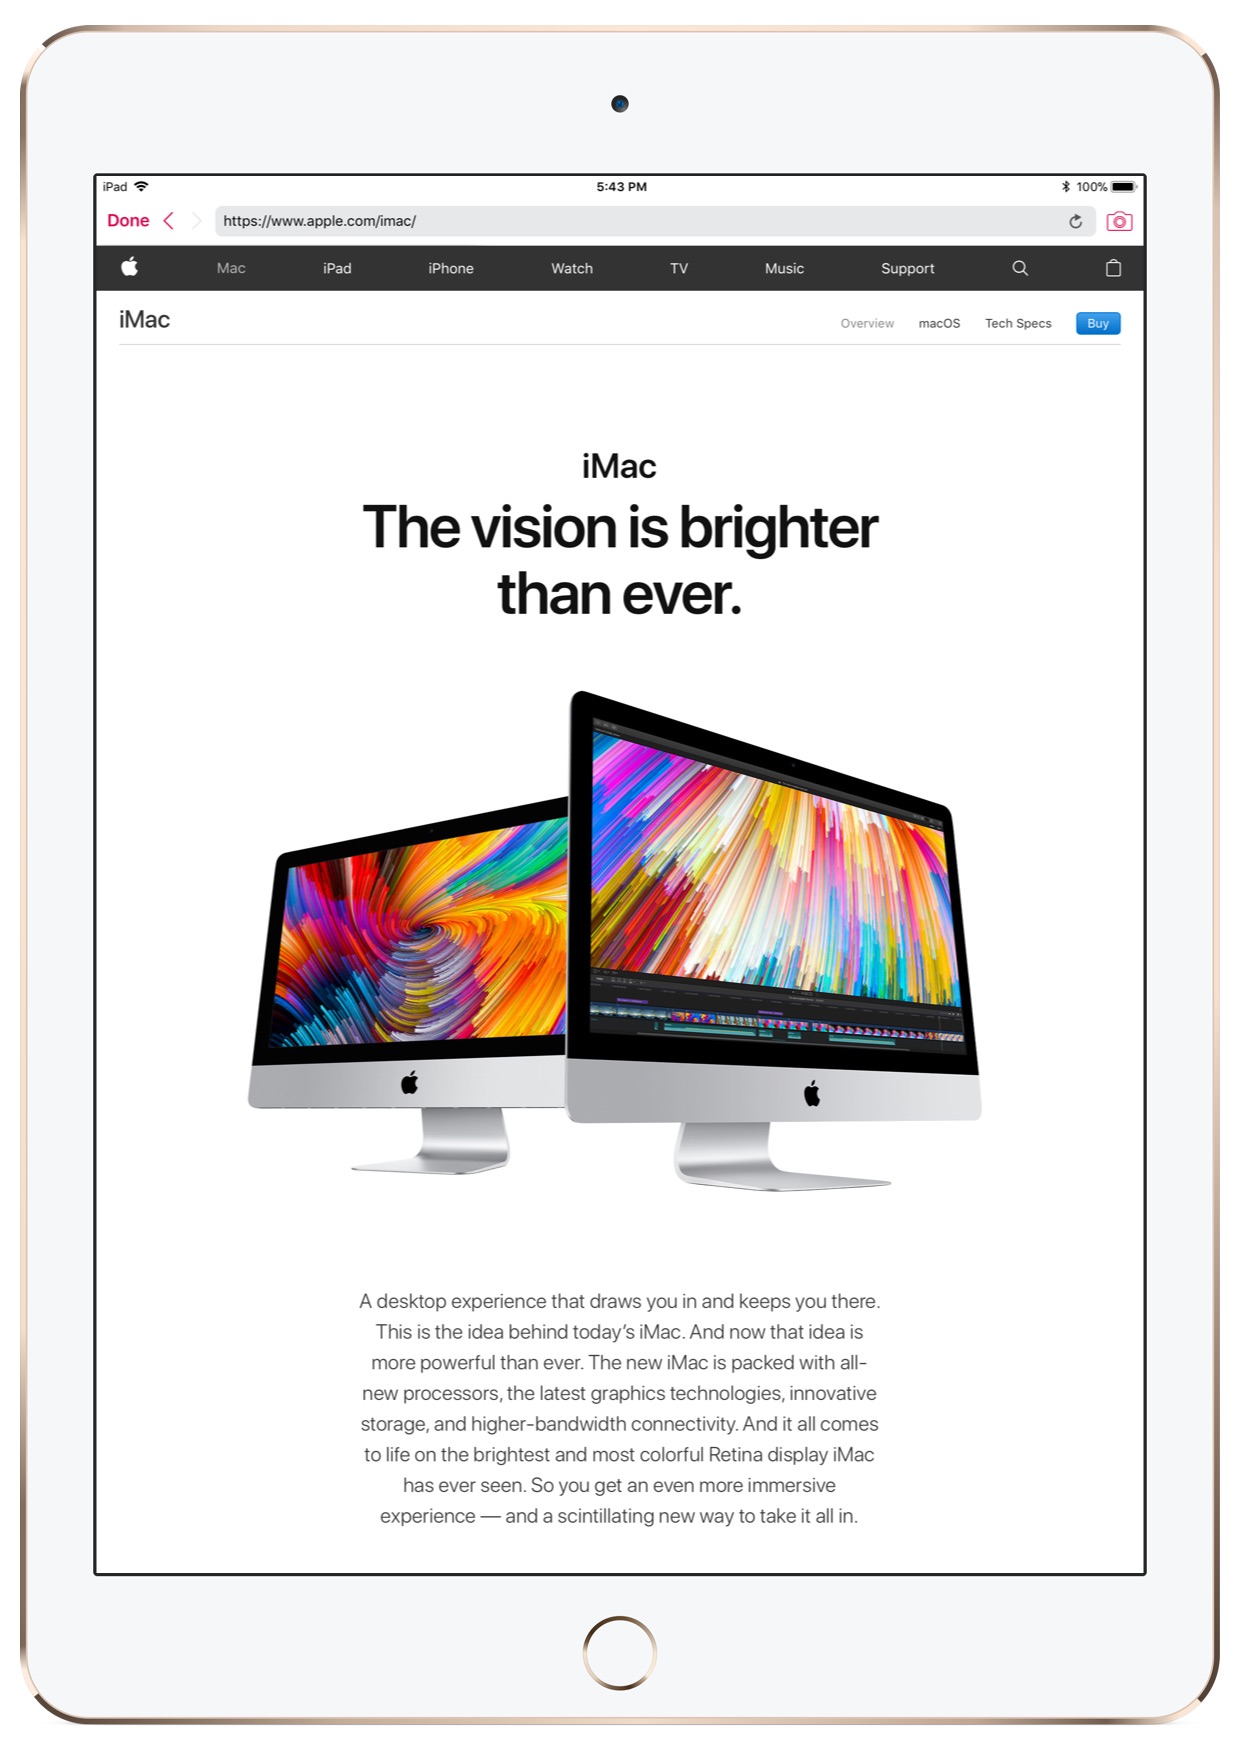 iPad 5:43 PM 100%
Done https://www.apple.com/imac/
Mac iPad iPhone Watch TV Music Support
iMac Overview macOS Tech Specs Buy
iMac
The vision is brighter
than ever.
A desktop experience that draws you in and keeps you there.
This is the idea behind today’s iMac. And now that idea is
more powerful than ever. The new iMac is packed with all-
new processors, the latest graphics technologies, innovative
storage, and higher-bandwidth connectivity. And it all comes
to life on the brightest and most colorful Retina display iMac
has ever seen. So you get an even more immersive
experience — and a scintillating new way to take it all in.